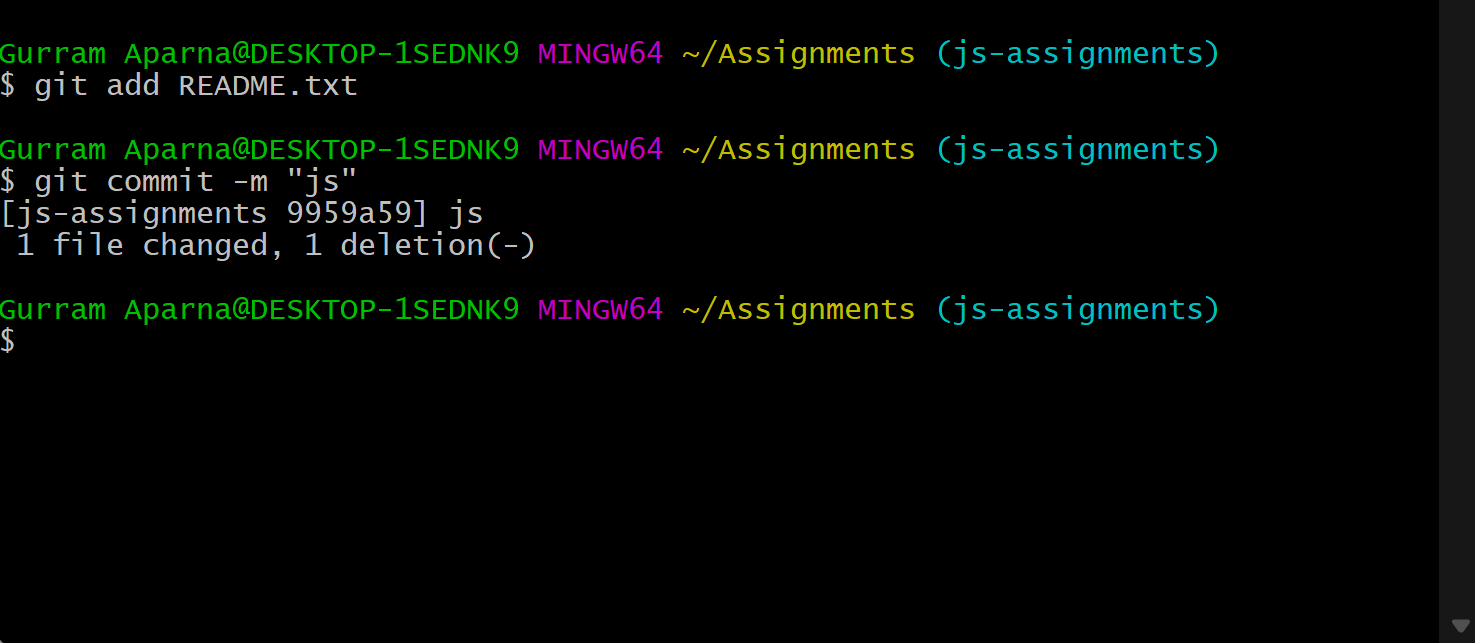 Gurram Aparna@DESKTOP-1SEDNK9 MINGW64 ~/Assignments (js-assignments)
$ git add README.txt
Gurram Aparna@DESKTOP-1SEDNK9 MINGW64 ~/Assignments (js-assignments)
$ git commit -m "js"
[js-assignments 9959a59] js
 1 file changed, 1 deletion(-)
Gurram Aparna@DESKTOP-1SEDNK9 MINGW64 ~/Assignments (js-assignments)
$